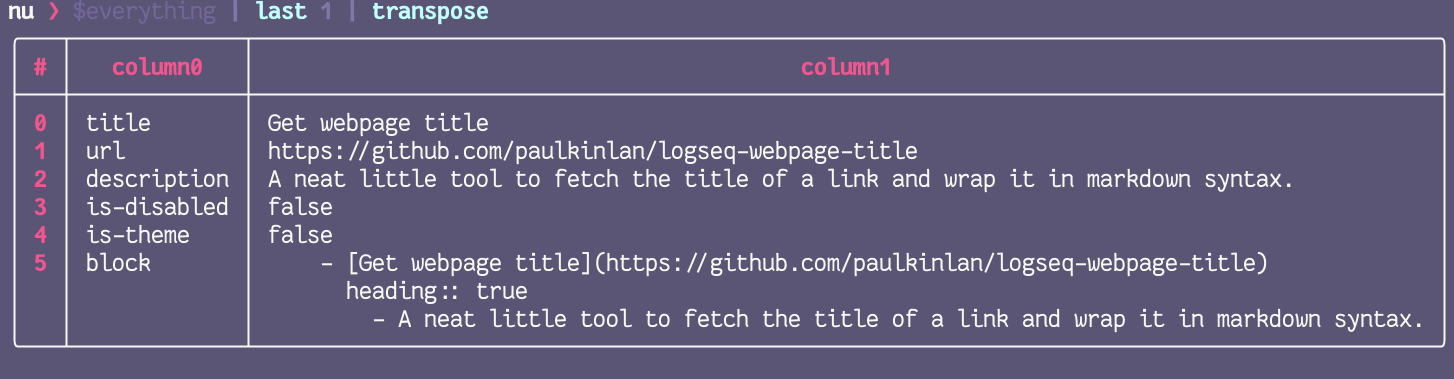 nu ❯ $everything | last 1 | transpose
# column0 column1
0 title Get webpage title
1 url https://github.com/paulkinlan/logseq-webpage-title
2 description A neat little tool to fetch the title of a link and wrap it in markdown syntax.
3 is-disabled false
4 is-theme false
5 block - [Get webpage title](https://github.com/paulkinlan/logseq-webpage-title)
heading:: true
- A neat little tool to fetch the title of a link and wrap it in markdown syntax.